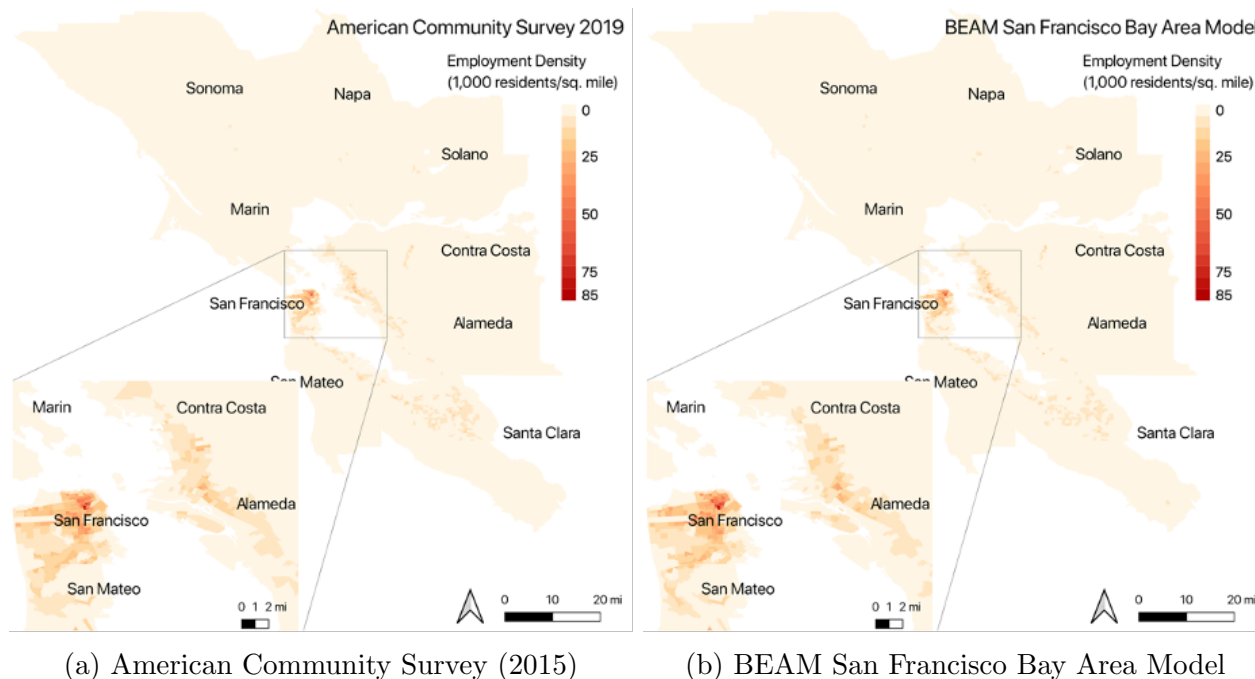 American Community Survey 2019
Employment Density
(1,000 residents/sq. mile)
0
25
50
75
85
Sonoma
Napa
Solano
Marin
Contra Costa
San Francisco
Alameda
San Mateo
Santa Clara
Marin
Contra Costa
Alameda
San Francisco
San Mateo
0 1 2 mi
0 10 20 mi
BEAM San Francisco Bay Area Model
Employment Density
(1,000 residents/sq. mile)
0
25
50
75
85
Sonoma
Napa
Solano
Marin
Contra Costa
San Francisco
Alameda
San Mateo
Santa Clara
Marin
Contra Costa
Alameda
San Francisco
San Mateo
0 1 2 mi
0 10 20 mi
(a) American Community Survey (2015)
(b) BEAM San Francisco Bay Area Model